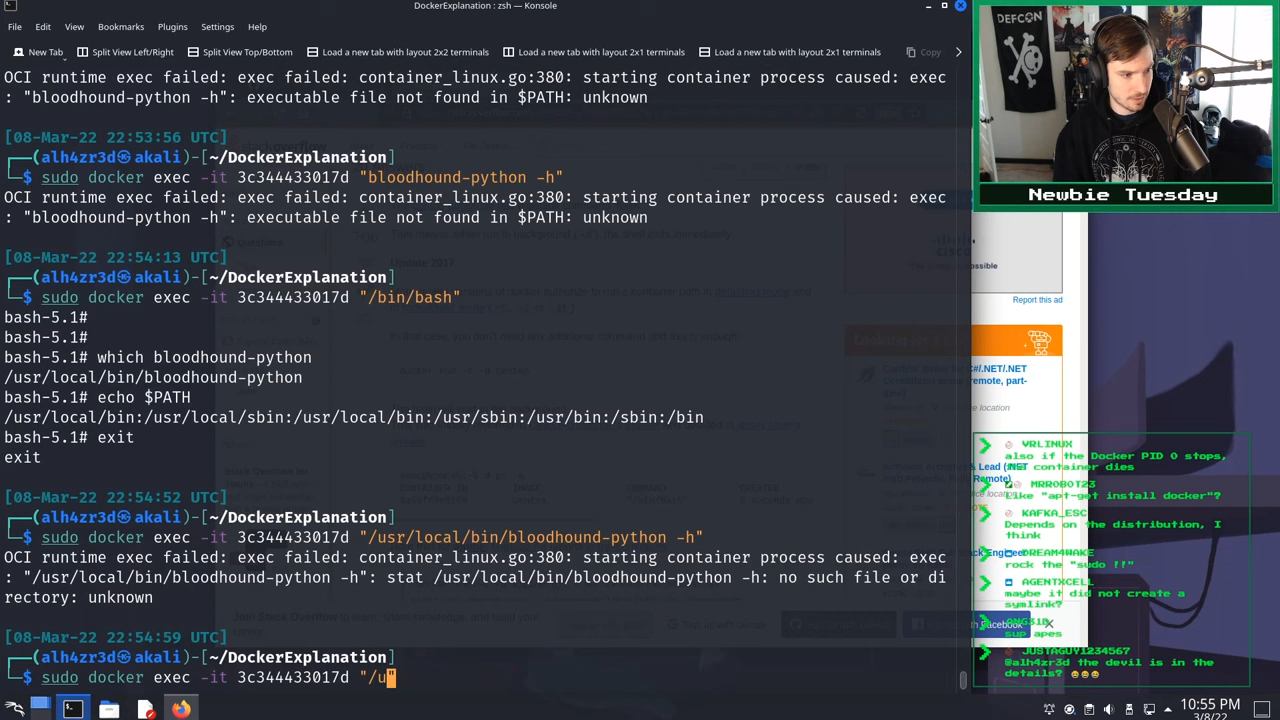 DockerExplanation : zsh — Konsole
File Edit View Bookmarks Plugins Settings Help
New Tab Split View Left/Right Split View Top/Bottom Load a new tab with layout 2x2 terminals Load a new tab with layout 2x1 terminals Load a new tab with layout 2x1 terminals Copy
OCI runtime exec failed: exec failed: container_linux.go:380: starting container process caused: exec
: "bloodhound-python -h": executable file not found in $PATH: unknown
[08-Mar-22 22:53:56 UTC]
(alh4zr3d㉿akali)-[~/DockerExplanation]
$ sudo docker exec -it 3c344433017d "bloodhound-python -h"
OCI runtime exec failed: exec failed: container_linux.go:380: starting container process caused: exec
: "bloodhound-python -h": executable file not found in $PATH: unknown
[08-Mar-22 22:54:13 UTC]
(alh4zr3d㉿akali)-[~/DockerExplanation]
$ sudo docker exec -it 3c344433017d "/bin/bash"
bash-5.1#
bash-5.1#
bash-5.1# which bloodhound-python
/usr/local/bin/bloodhound-python
bash-5.1# echo $PATH
/usr/local/bin:/usr/local/sbin:/usr/local/bin:/usr/sbin:/usr/bin:/sbin:/bin
bash-5.1# exit
exit
[08-Mar-22 22:54:52 UTC]
(alh4zr3d㉿akali)-[~/DockerExplanation]
$ sudo docker exec -it 3c344433017d "/usr/local/bin/bloodhound-python -h"
OCI runtime exec failed: exec failed: container_linux.go:380: starting container process caused: exec
: "/usr/local/bin/bloodhound-python -h": stat /usr/local/bin/bloodhound-python -h: no such file or di
rectory: unknown
[08-Mar-22 22:54:59 UTC]
(alh4zr3d㉿akali)-[~/DockerExplanation]
$ sudo docker exec -it 3c344433017d "/u"
DEFCON
Newbie Tuesday
Report this ad
VRLINUX
also if the Docker PID 0 stops,
the container dies
MRROBOT23
Like "apt-get install docker"?
KAFKA_ESC
Depends on the distribution, I
think
DREAM4WAKE
rock the "sudo !!"
AGENTXCELL
maybe it did not create a
symlink?
sup apes
JUSTAGUY1234567
@alh4zr3d the devil is in the
details? 😄😄😄
10:55 PM
3/8/22